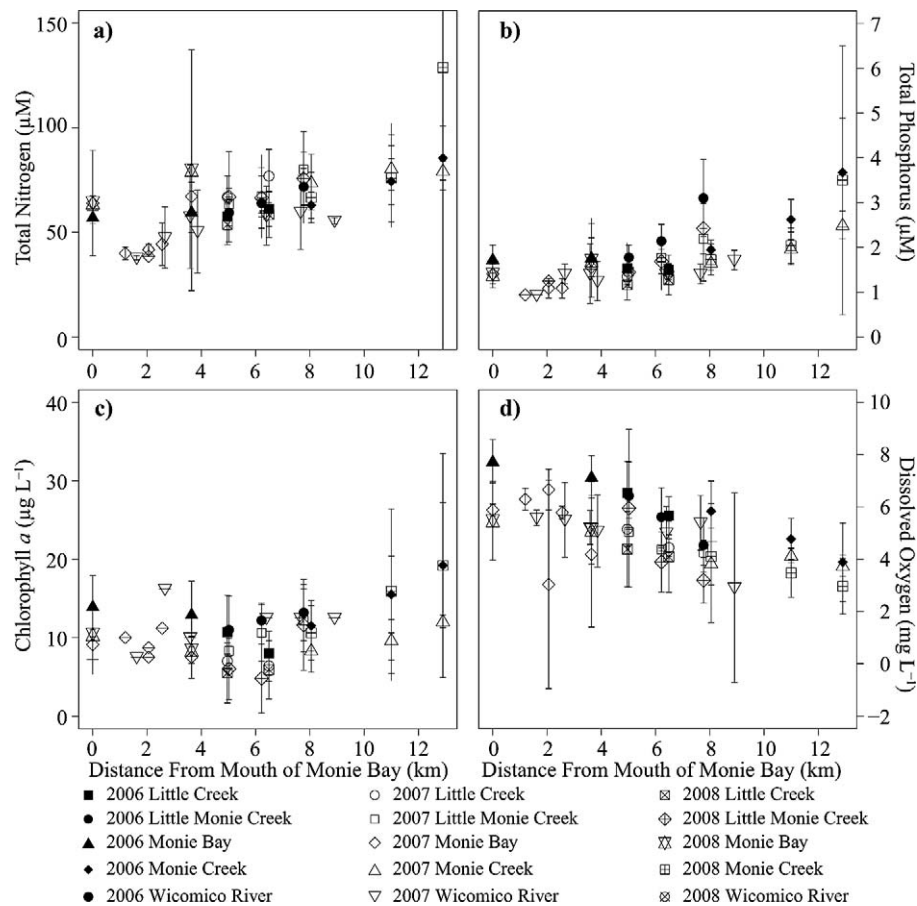 a)
150
100
50
0
Total Nitrogen (µM)
0 2 4 6 8 10 12
b)
7
6
5
4
3
2
1
0
Total Phosphorus (µM)
0 2 4 6 8 10 12
c)
40
30
20
10
0
Chlorophyll a (µg L⁻¹)
0 2 4 6 8 10 12
Distance From Mouth of Monie Bay (km)
d)
10
8
6
4
2
0
−2
Dissolved Oxygen (mg L⁻¹)
0 2 4 6 8 10 12
Distance From Mouth of Monie Bay (km)
2006 Little Creek
2006 Little Monie Creek
2006 Monie Bay
2006 Monie Creek
2006 Wicomico River
2007 Little Creek
2007 Little Monie Creek
2007 Monie Bay
2007 Monie Creek
2007 Wicomico River
2008 Little Creek
2008 Little Monie Creek
2008 Monie Bay
2008 Monie Creek
2008 Wicomico River